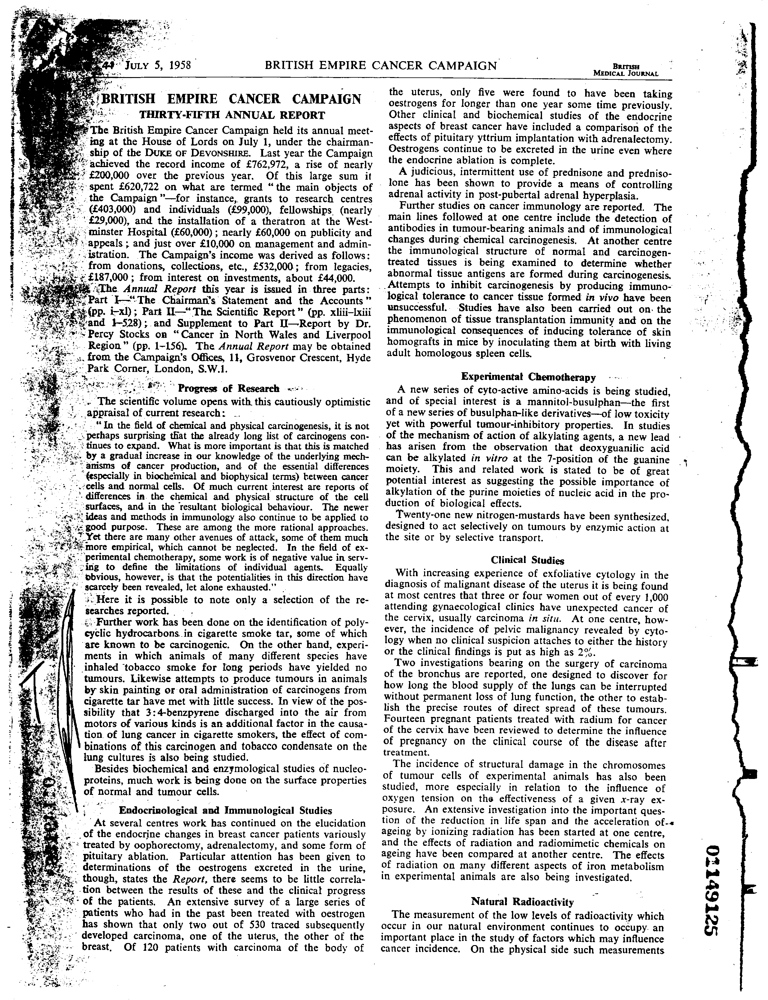 44 JULY 5, 1958
BRITISH EMPIRE CANCER CAMPAIGN
BRITISH
MEDICAL JOURNAL
BRITISH EMPIRE CANCER CAMPAIGN
THIRTY-FIFTH ANNUAL REPORT
The British Empire Cancer Campaign held its annual meet-
ing at the House of Lords on July 1, under the chairman-
ship of the DUKE OF DEVONSHIRE. Last year the Campaign
achieved the record income of £762,972, a rise of nearly
£200,000 over the previous year. Of this large sum it
spent £620,722 on what are termed "the main objects of
the Campaign"—for instance, grants to research centres
(£403,000) and individuals (£99,000), fellowships (nearly
£29,000), and the installation of a theratron at the West-
minster Hospital (£60,000); nearly £60,000 on publicity and
appeals; and just over £10,000 on management and admin-
istration. The Campaign's income was derived as follows:
from donations, collections, etc., £532,000; from legacies,
£187,000; from interest on investments, about £44,000.
The Annual Report this year is issued in three parts:
Part I—"The Chairman's Statement and the Accounts"
(pp. i–xl); Part II—"The Scientific Report" (pp. xliii–lxiii
and 1–528); and Supplement to Part II—Report by Dr.
Percy Stocks on "Cancer in North Wales and Liverpool
Region" (pp. 1–156). The Annual Report may be obtained
from the Campaign's Offices, 11, Grosvenor Crescent, Hyde
Park Corner, London, S.W.1.
Progress of Research
The scientific volume opens with this cautiously optimistic
appraisal of current research:
"In the field of chemical and physical carcinogenesis, it is not
perhaps surprising that the already long list of carcinogens con-
tinues to expand. What is more important is that this is matched
by a gradual increase in our knowledge of the underlying mech-
anisms of cancer production, and of the essential differences
(especially in biochemical and biophysical terms) between cancer
cells and normal cells. Of much current interest are reports of
differences in the chemical and physical structure of the cell
surfaces, and in the resultant biological behaviour. The newer
ideas and methods in immunology also continue to be applied to
good purpose. These are among the more rational approaches.
Yet there are many other avenues of attack, some of them much
more empirical, which cannot be neglected. In the field of ex-
perimental chemotherapy, some work is of negative value in serv-
ing to define the limitations of individual agents. Equally
obvious, however, is that the potentialities in this direction have
scarcely been revealed, let alone exhausted."
Here it is possible to note only a selection of the re-
searches reported.
Further work has been done on the identification of poly-
cyclic hydrocarbons in cigarette smoke tar, some of which
are known to be carcinogenic. On the other hand, experi-
ments in which animals of many different species have
inhaled tobacco smoke for long periods have yielded no
tumours. Likewise attempts to produce tumours in animals
by skin painting or oral administration of carcinogens from
cigarette tar have met with little success. In view of the pos-
sibility that 3:4-benzpyrene discharged into the air from
motors of various kinds is an additional factor in the causa-
tion of lung cancer in cigarette smokers, the effect of com-
binations of this carcinogen and tobacco condensate on the
lung cultures is also being studied.
Besides biochemical and enzymological studies of nucleo-
proteins, much work is being done on the surface properties
of normal and tumour cells.
Endocrinological and Immunological Studies
At several centres work has continued on the elucidation
of the endocrine changes in breast cancer patients variously
treated by oophorectomy, adrenalectomy, and some form of
pituitary ablation. Particular attention has been given to
determinations of the oestrogens excreted in the urine,
though, states the Report, there seems to be little correla-
tion between the results of these and the clinical progress
of the patients. An extensive survey of a large series of
patients who had in the past been treated with oestrogen
has shown that only two out of 530 traced subsequently
developed carcinoma, one of the uterus, the other of the
breast. Of 120 patients with carcinoma of the body of
the uterus, only five were found to have been taking
oestrogens for longer than one year some time previously.
Other clinical and biochemical studies of the endocrine
aspects of breast cancer have included a comparison of the
effects of pituitary yttrium implantation with adrenalectomy.
Oestrogens continue to be excreted in the urine even where
the endocrine ablation is complete.
A judicious, intermittent use of prednisone and predniso-
lone has been shown to provide a means of controlling
adrenal activity in post-pubertal adrenal hyperplasia.
Further studies on cancer immunology are reported. The
main lines followed at one centre include the detection of
antibodies in tumour-bearing animals and of immunological
changes during chemical carcinogenesis. At another centre
the immunological structure of normal and carcinogen-
treated tissues is being examined to determine whether
abnormal tissue antigens are formed during carcinogenesis.
Attempts to inhibit carcinogenesis by producing immuno-
logical tolerance to cancer tissue formed in vivo have been
unsuccessful. Studies have also been carried out on the
phenomenon of tissue transplantation immunity and on the
immunological consequences of inducing tolerance of skin
homografts in mice by inoculating them at birth with living
adult homologous spleen cells.
Experimental Chemotherapy
A new series of cyto-active amino-acids is being studied,
and of special interest is a mannitol-busulphan—the first
of a new series of busulphan-like derivatives—of low toxicity
yet with powerful tumour-inhibitory properties. In studies
of the mechanism of action of alkylating agents, a new lead
has arisen from the observation that deoxyguanilic acid
can be alkylated in vitro at the 7-position of the guanine
moiety. This and related work is stated to be of great
potential interest as suggesting the possible importance of
alkylation of the purine moieties of nucleic acid in the pro-
duction of biological effects.
Twenty-one new nitrogen-mustards have been synthesized,
designed to act selectively on tumours by enzymic action at
the site or by selective transport.
Clinical Studies
With increasing experience of exfoliative cytology in the
diagnosis of malignant disease of the uterus it is being found
at most centres that three or four women out of every 1,000
attending gynaecological clinics have unexpected cancer of
the cervix, usually carcinoma in situ. At one centre, how-
ever, the incidence of pelvic malignancy revealed by cyto-
logy when no clinical suspicion attaches to either the history
or the clinical findings is put as high as 2%.
Two investigations bearing on the surgery of carcinoma
of the bronchus are reported, one designed to discover for
how long the blood supply of the lungs can be interrupted
without permanent loss of lung function, the other to estab-
lish the precise routes of direct spread of these tumours.
Fourteen pregnant patients treated with radium for cancer
of the cervix have been reviewed to determine the influence
of pregnancy on the clinical course of the disease after
treatment.
The incidence of structural damage in the chromosomes
of tumour cells of experimental animals has also been
studied, more especially in relation to the influence of
oxygen tension on the effectiveness of a given x-ray ex-
posure. An extensive investigation into the important ques-
tion of the reduction in life span and the acceleration of
ageing by ionizing radiation has been started at one centre,
and the effects of radiation and radiomimetic chemicals on
ageing have been compared at another centre. The effects
of radiation on many different aspects of iron metabolism
in experimental animals are also being investigated.
Natural Radioactivity
The measurement of the low levels of radioactivity which
occur in our natural environment continues to occupy an
important place in the study of factors which may influence
cancer incidence. On the physical side such measurements
01149125